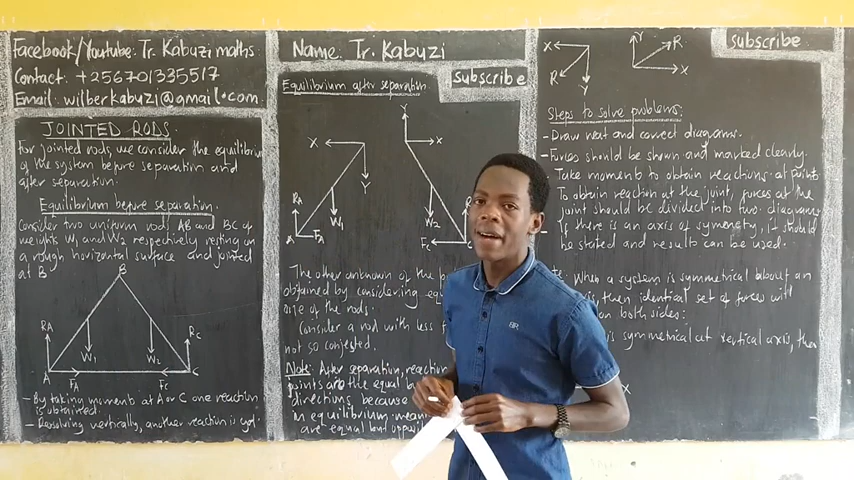 Facebook/Youtube: Tr. Kabuzi maths
Contact: +256701335517
Email: wilberkabuzi@gmail.com
JOINTED RODS
For jointed rods, we consider the equilibrium
of the system before separation and
after separation.
Equilibrium before separation.
Consider two uniform rods AB and BC of
weights W1 and W2 respectively resting on
a rough horizontal surface and jointed
at B
B
RA
RC
W1
W2
A
FA
FC
C
- By taking moments at A or C one reaction
is obtained.
- Resolving vertically, another reaction is
Name: Tr. Kabuzi
Equilibrium after separation.
subscribe
X
Y
RA
W1
A
FA
Y
X
W2
R
FC
The other unknown of the
obtained by considering
one of the rods.
Consider a rod with less
not so
Note: After separation, reaction
points are the equal
directions because
in equilibrium
are equal but
X
R
Y
Y
R
X
subscribe
Steps to solve problems:
- Draw neat and correct diagrams.
- Forces should be shown and marked clearly.
Take moments to obtain reactions at points
To obtain reaction at the joint, forces at the
joint should be divided into two diagrams
If there is an axis of symmetry, it should
be stated and results can be used.
When a system is symmetrical about an
then identical set of forces will
on both sides:
is symmetrical at vertical axis, then
X